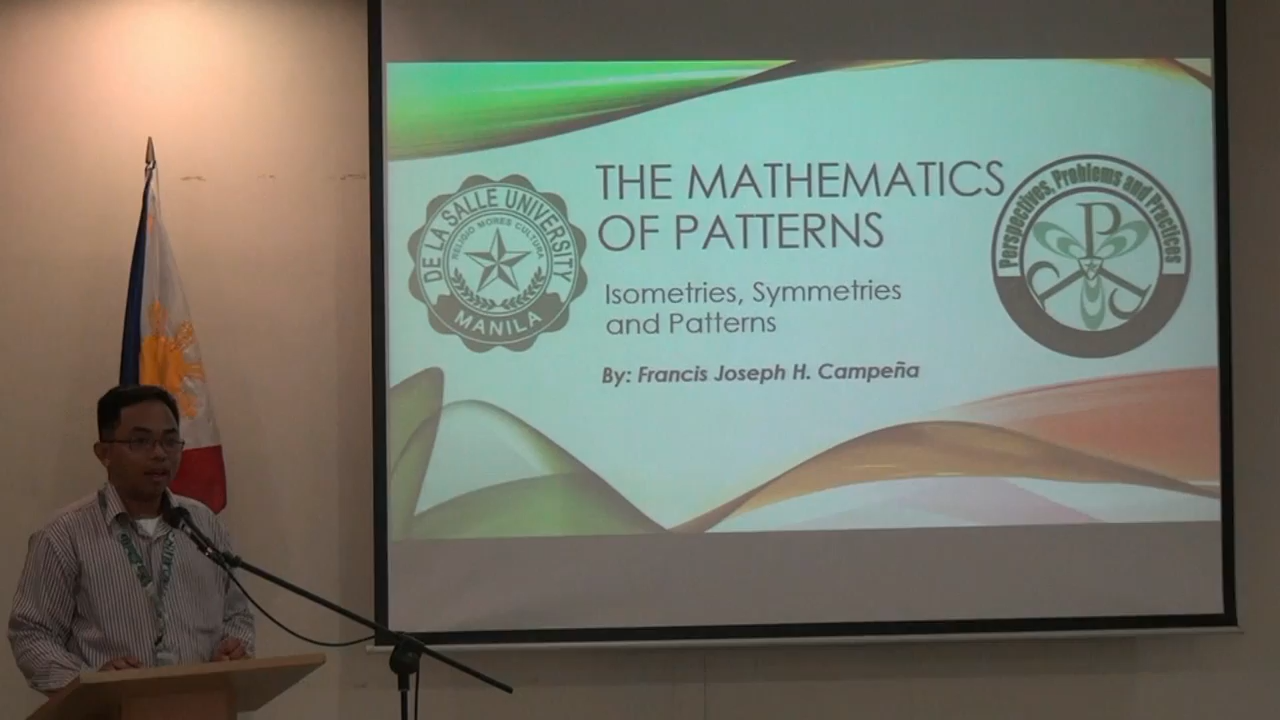 THE MATHEMATICS
OF PATTERNS
Isometries, Symmetries
and Patterns
By: Francis Joseph H. Campeña
DE LA SALLE UNIVERSITY
RELIGIO MORES CULTURA
MANILA
Perspectives, Problems and Practices
P